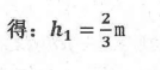 得：h₁ = 2/3 m